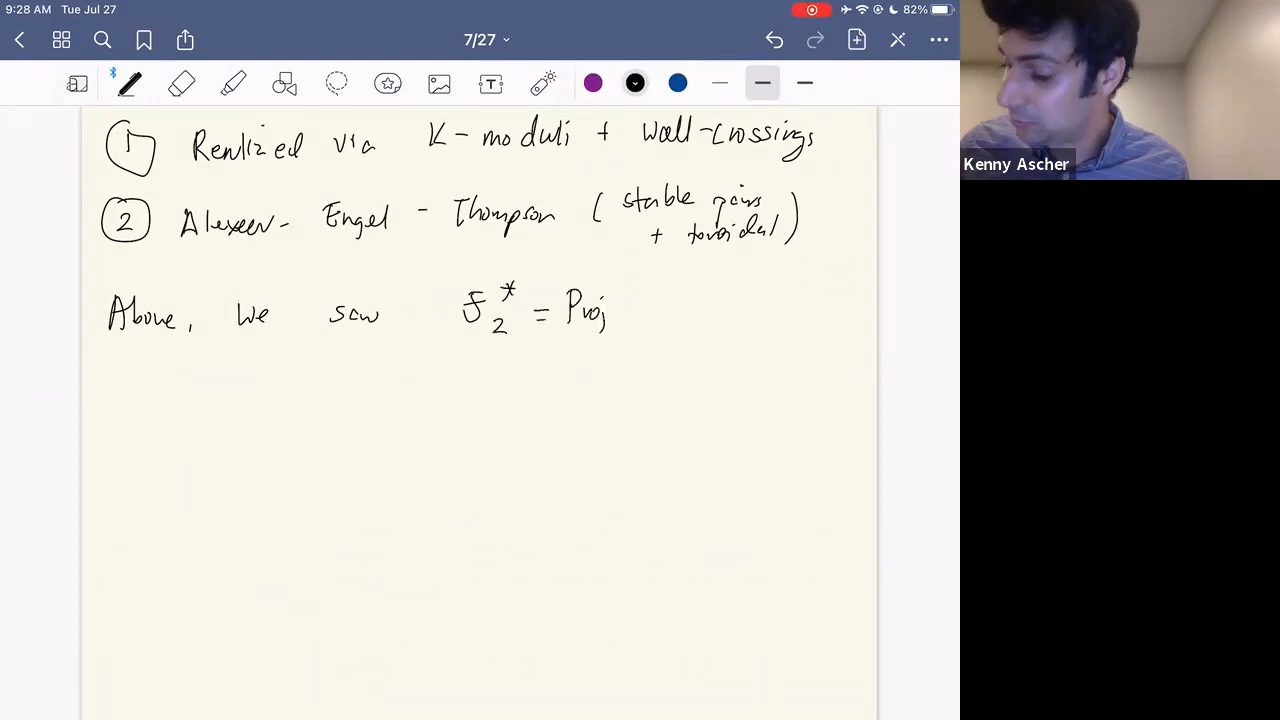 9:28 AM Tue Jul 27
82%
7/27
Kenny Ascher
1 Realized via K-moduli + wall-crossings
2 Alexeev-Engel-Thompson (stable pairs + toroidal)
Above, we saw F₂* = Proj